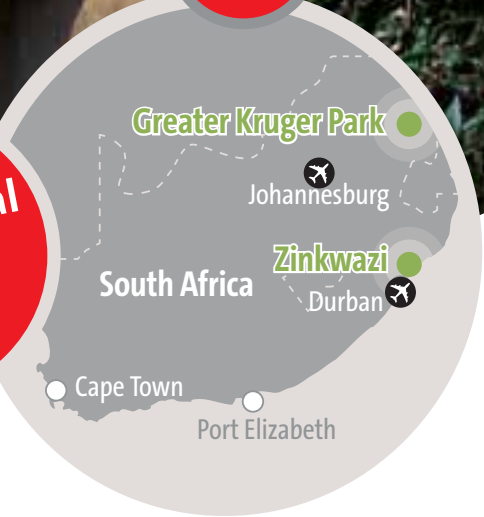 Greater Kruger Park
Johannesburg
Zinkwazi
South Africa
Durban
Cape Town
Port Elizabeth